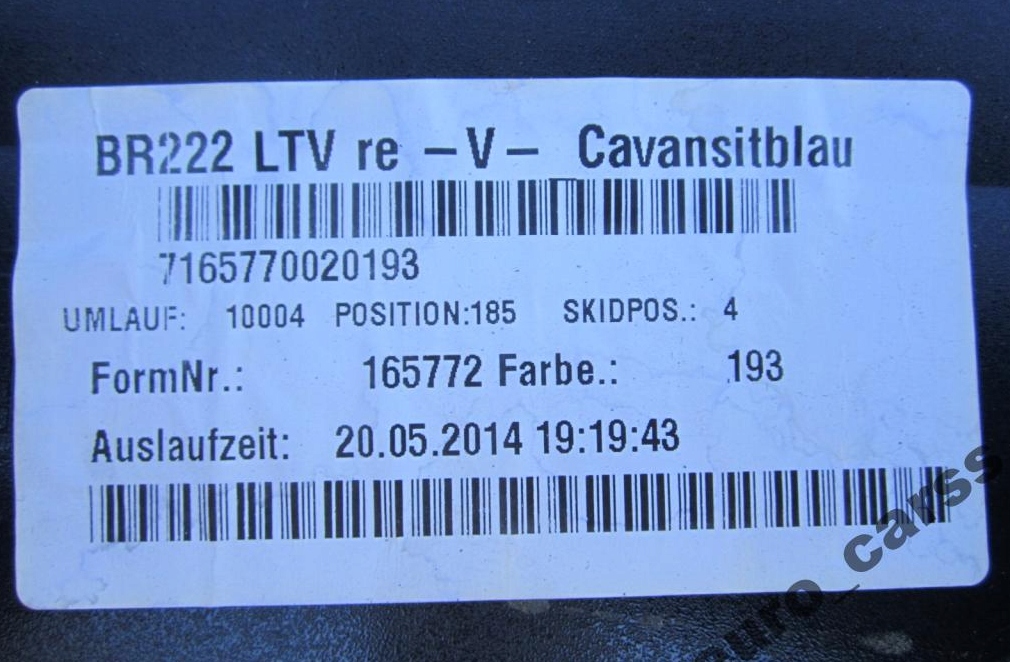 BR222 LTV re –V– Cavansitblau
7165770020193
UMLAUF: 10004 POSITION:185 SKIDPOS.: 4
FormNr.: 165772 Farbe.: 193
Auslaufzeit: 20.05.2014 19:19:43
uro_carss